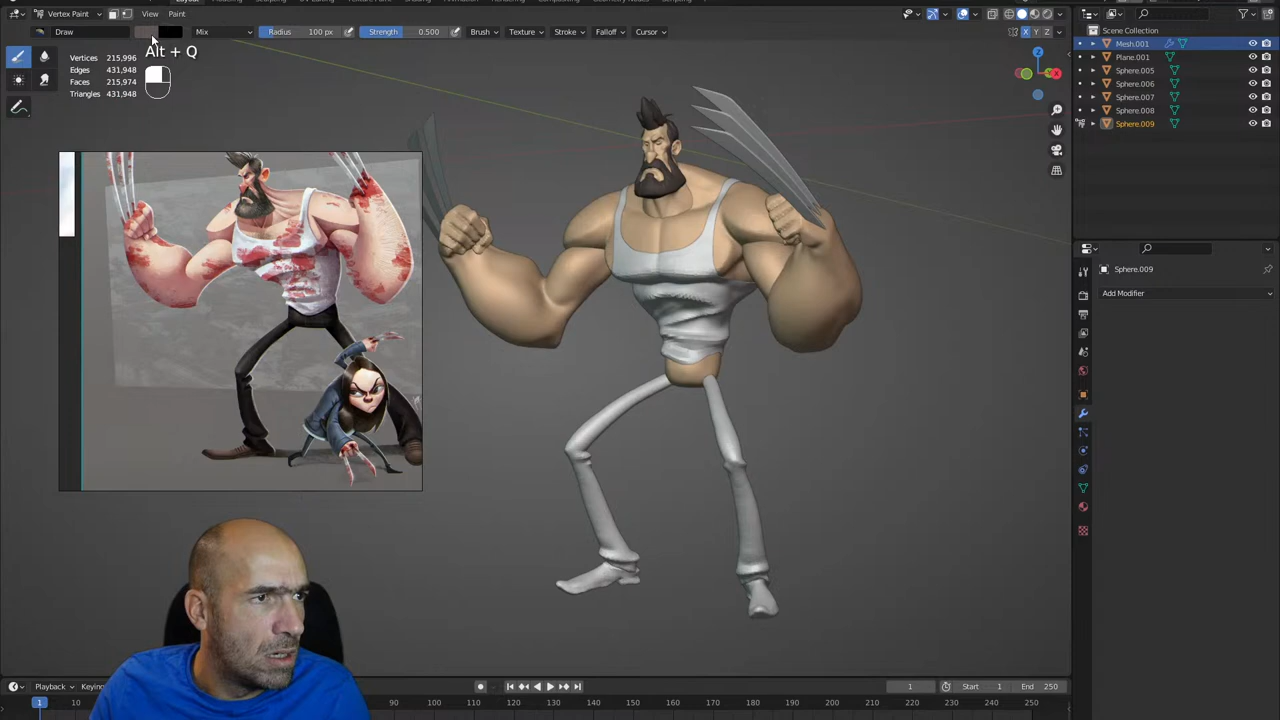 Vertex Paint View Paint
Draw Mix Radius 100 px Strength 0.500 Brush Texture Stroke Falloff Cursor X Y Z
Alt + Q
Vertices 215,996
Edges 431,948
Faces 215,974
Triangles 431,948
Scene Collection
Mesh.001
Plane.001
Sphere.005
Sphere.006
Sphere.007
Sphere.008
Sphere.009
Sphere.009
Add Modifier
Playback Keying 1 Start 1 End 250
1 10 80 90 100 110 120 130 140 150 160 170 180 190 200 210 220 230 240 250